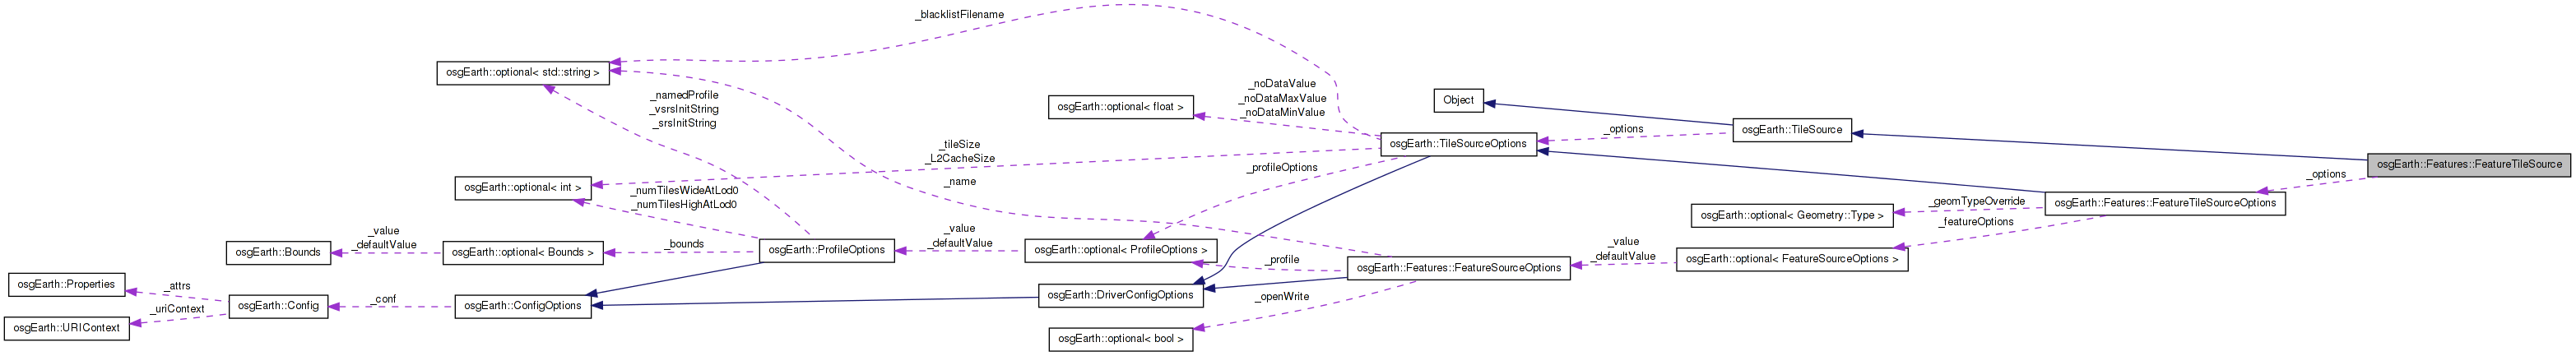 _blacklistFilename
osgEarth::optional< std::string >
_namedProfile
_vsrsInitString
_srsInitString
_noDataValue
_noDataMaxValue
_noDataMinValue
osgEarth::optional< float >
Object
osgEarth::TileSource
_options
osgEarth::TileSourceOptions
_tileSize
_L2CacheSize
_profileOptions
osgEarth::Features::FeatureTileSource
_options
osgEarth::optional< int >
_numTilesWideAtLod0
_numTilesHighAtLod0
_name
_geomTypeOverride
osgEarth::Features::FeatureTileSourceOptions
osgEarth::optional< Geometry::Type >
_featureOptions
_value
_defaultValue
osgEarth::Bounds
osgEarth::optional< Bounds >
_bounds
osgEarth::ProfileOptions
_value
_defaultValue
osgEarth::optional< ProfileOptions >
_profile
osgEarth::Features::FeatureSourceOptions
_value
_defaultValue
osgEarth::optional< FeatureSourceOptions >
osgEarth::Properties
_attrs
_uriContext
osgEarth::Config
_conf
osgEarth::ConfigOptions
osgEarth::DriverConfigOptions
_openWrite
osgEarth::URIContext
osgEarth::optional< bool >